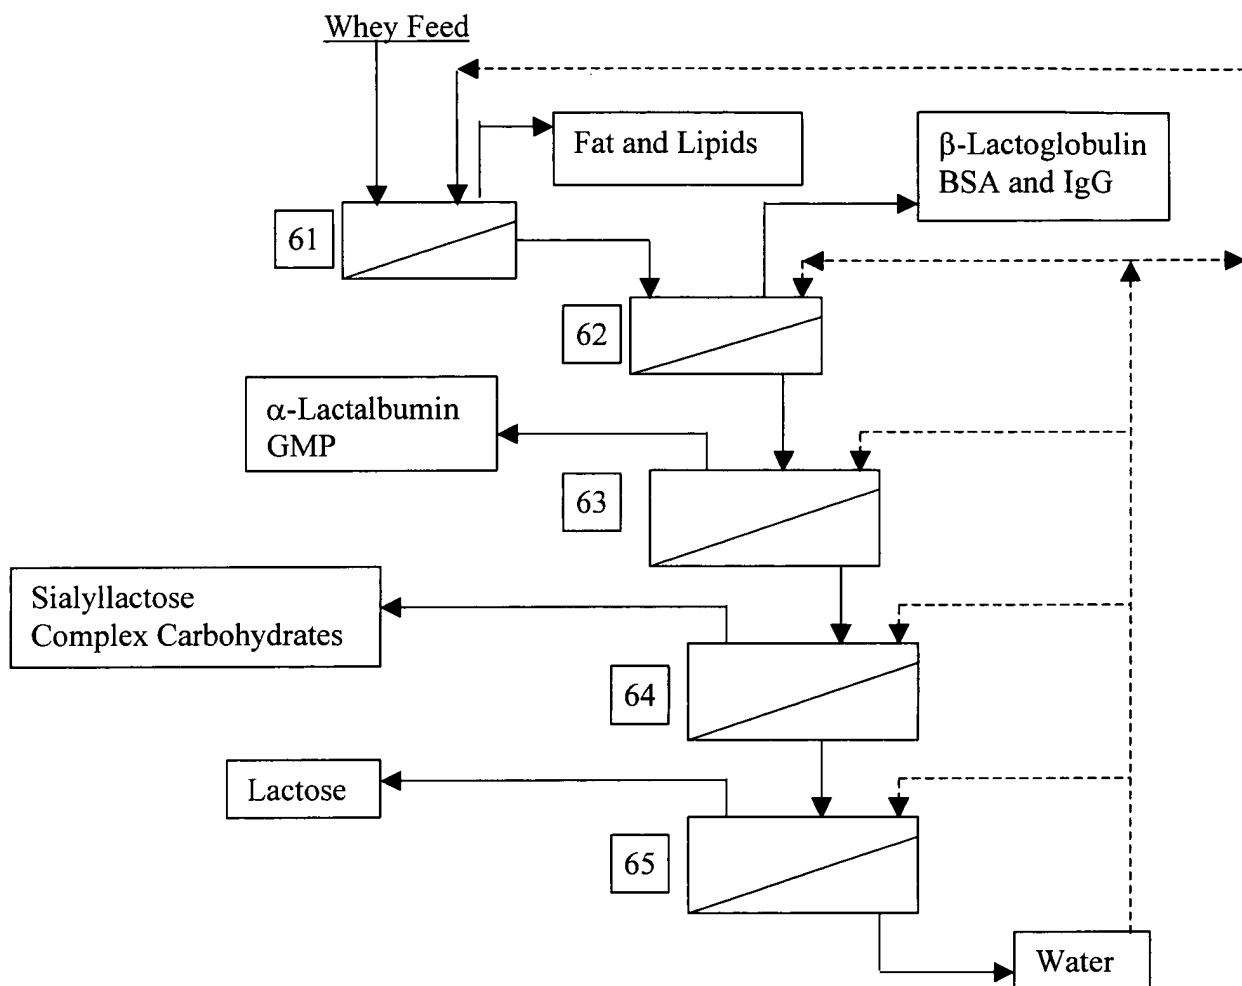 Whey Feed
Fat and Lipids
β-Lactoglobulin
BSA and IgG
61
62
α-Lactalbumin
GMP
63
Sialyllactose
Complex Carbohydrates
64
Lactose
65
Water